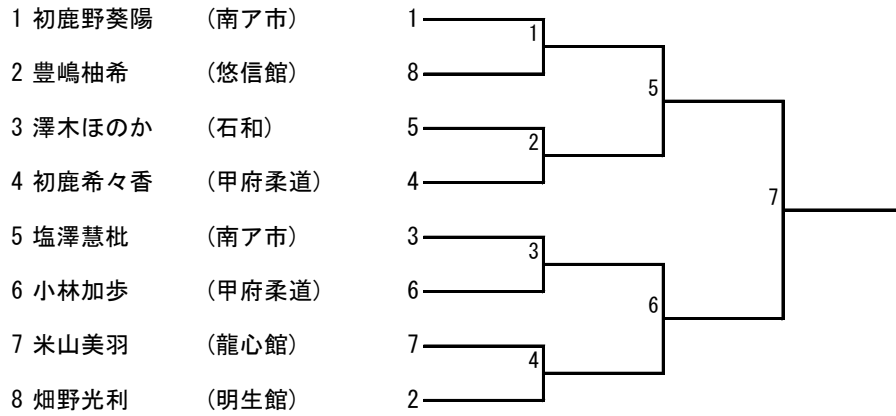 1 初鹿野葵陽 (南ア市) 1
1
2 豊嶋柚希 (悠信館) 8
5
3 澤木ほのか (石和) 5
2
4 初鹿希々香 (甲府柔道) 4
7
5 塩澤慧枇 (南ア市) 3
3
6 小林加歩 (甲府柔道) 6
6
7 米山美羽 (龍心館) 7
4
8 畑野光利 (明生館) 2